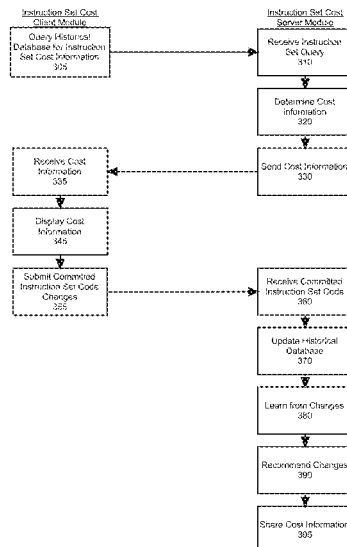 Instruction Set Cost
Client Module
Instruction Set Cost
Server Module
Query Historical
Database for Instruction
Set Cost Information
305
Receive Instruction
Set Query
310
Determine Cost
Information
320
Send Cost Information
330
Receive Cost
Information
335
Display Cost
Information
345
Submit Committed
Instruction Set Code
Changes
355
Receive Committed
Instruction Set Code
360
Update Historical
Database
370
Learn from Changes
380
Recommend Changes
390
Share Cost Information
395